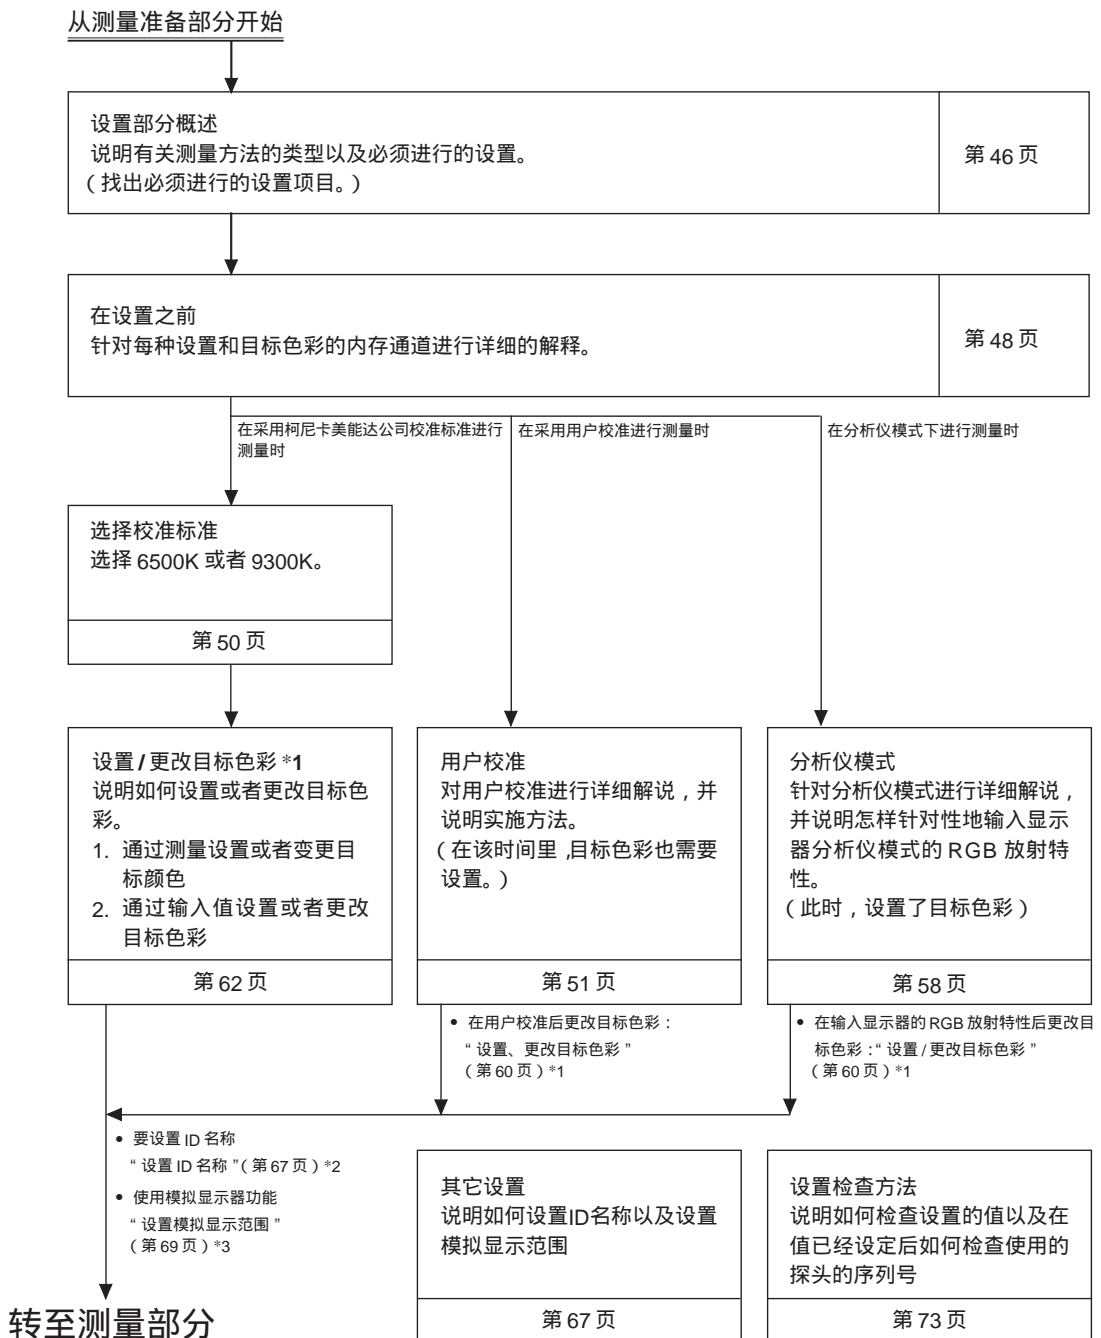 从测量准备部分开始
设置部分概述
说明有关测量方法的类型以及必须进行的设置。
（找出必须进行的设置项目。）
第 46 页
在设置之前
针对每种设置和目标色彩的内存通道进行详细的解释。
第 48 页
在采用柯尼卡美能达公司校准标准进行
测量时
在采用用户校准进行测量时
在分析仪模式下进行测量时
选择校准标准
选择 6500K 或者 9300K。
第 50 页
设置 / 更改目标色彩 *1
说明如何设置或者更改目标色
彩。
1. 通过测量设置或者变更目
标颜色
2. 通过输入值设置或者更改
目标色彩
第 62 页
用户校准
对用户校准进行详细解说，并
说明实施方法。
（在该时间里，目标色彩也需要
设置。）
第 51 页
分析仪模式
针对分析仪模式进行详细解说，
并说明怎样针对性地输入显示
器分析仪模式的 RGB 放射特
性。
（此时，设置了目标色彩）
第 58 页
• 在用户校准后更改目标色彩：
“设置、更改目标色彩”
（第 60 页）*1
• 在输入显示器的 RGB 放射特性后更改目
标色彩：“设置 / 更改目标色彩”
（第 60 页）*1
• 要设置 ID 名称
“设置 ID 名称”（第 67 页）*2
• 使用模拟显示器功能
“设置模拟显示范围”
（第 69 页）*3
其它设置
说明如何设置ID名称以及设置
模拟显示范围
第 67 页
设置检查方法
说明如何检查设置的值以及在
值已经设定后如何检查使用的
探头的序列号
第 73 页
转至测量部分